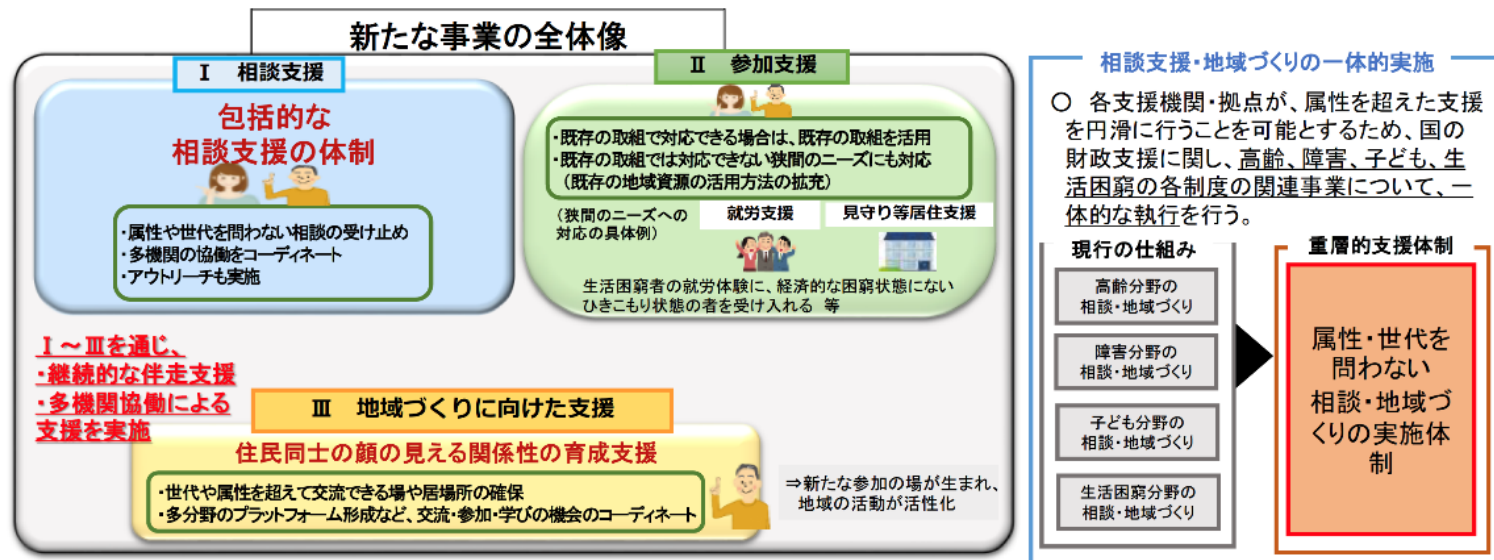 新たな事業の全体像
Ⅰ 相談支援
包括的な
相談支援の体制
・属性や世代を問わない相談の受け止め
・多機関の協働をコーディネート
・アウトリーチも実施
Ⅱ 参加支援
・既存の取組で対応できる場合は、既存の取組を活用
・既存の取組では対応できない狭間のニーズにも対応
（既存の地域資源の活用方法の拡充）
（狭間のニーズへの
対応の具体例）
就労支援
見守り等居住支援
生活困窮者の就労体験に、経済的な困窮状態にない
ひきこもり状態の者を受け入れる 等
Ⅰ～Ⅲを通じ、
・継続的な伴走支援
・多機関協働による
支援を実施
Ⅲ 地域づくりに向けた支援
住民同士の顔の見える関係性の育成支援
・世代や属性を超えて交流できる場や居場所の確保
・多分野のプラットフォーム形成など、交流・参加・学びの機会のコーディネート
⇒新たな参加の場が生まれ、
地域の活動が活性化
相談支援・地域づくりの一体的実施
○ 各支援機関・拠点が、属性を超えた支援
を円滑に行うことを可能とするため、国の
財政支援に関し、高齢、障害、子ども、生
活困窮の各制度の関連事業について、一
体的な執行を行う。
現行の仕組み
高齢分野の
相談・地域づくり
障害分野の
相談・地域づくり
子ども分野の
相談・地域づくり
生活困窮分野の
相談・地域づくり
重層的支援体制
属性・世代を
問わない
相談・地域づ
くりの実施体
制